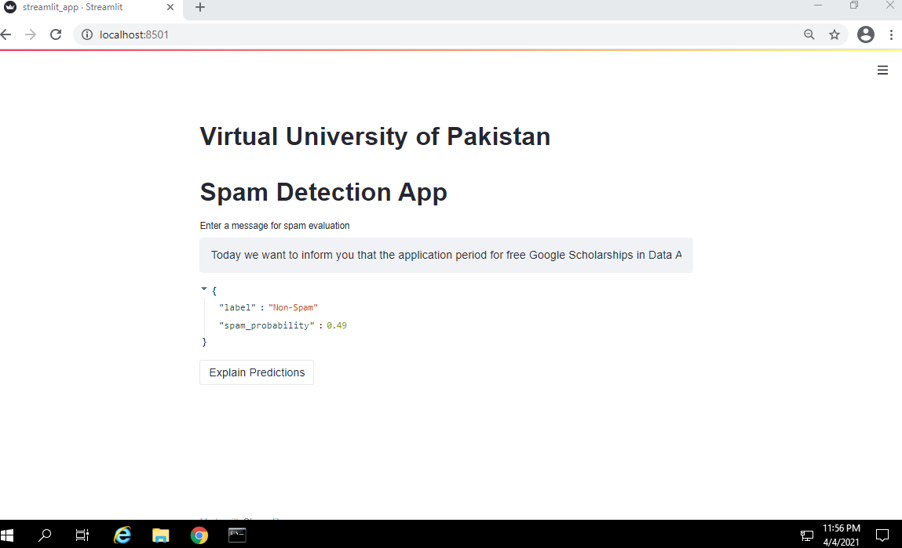 streamlit_app · Streamlit
localhost:8501
Virtual University of Pakistan
Spam Detection App
Enter a message for spam evaluation
Today we want to inform you that the application period for free Google Scholarships in Data A
{
"label" : "Non-Spam"
"spam_probability" : 0.49
}
Explain Predictions
11:56 PM
4/4/2021